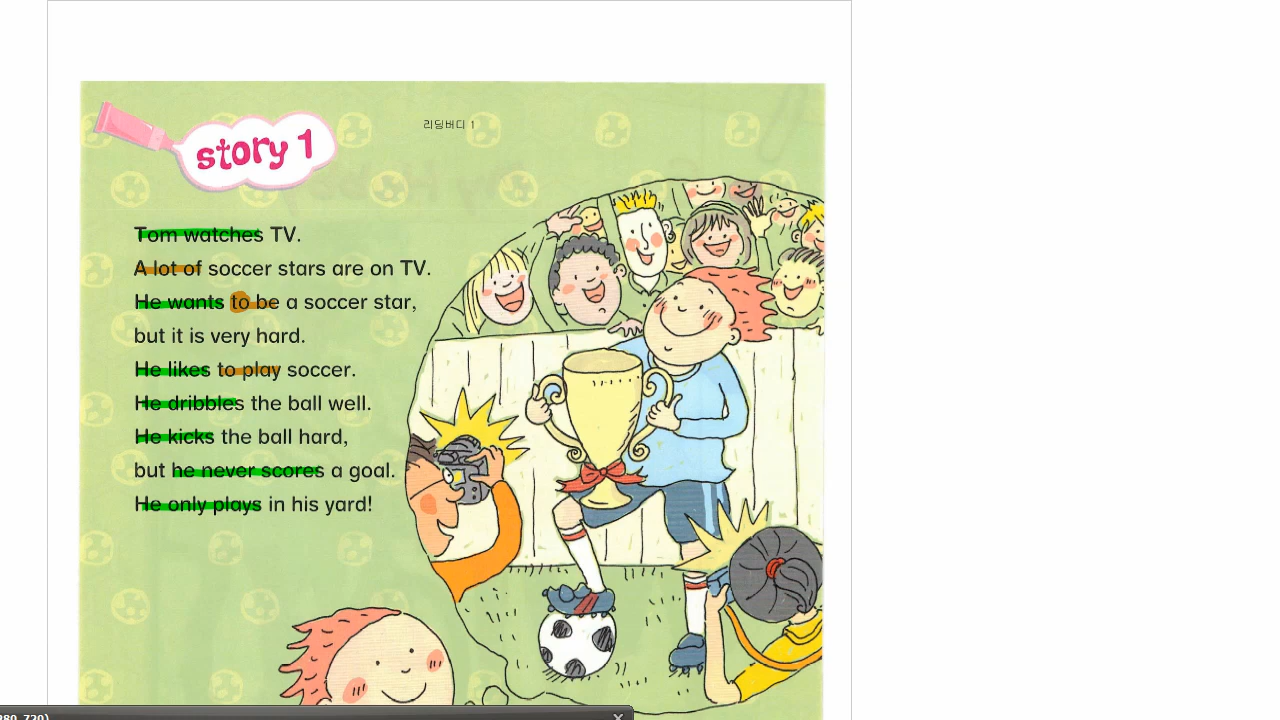 story 1
리딩버디 1
Tom watches TV.
A lot of soccer stars are on TV.
He wants to be a soccer star,
but it is very hard.
He likes to play soccer.
He dribbles the ball well.
He kicks the ball hard,
but he never scores a goal.
He only plays in his yard!